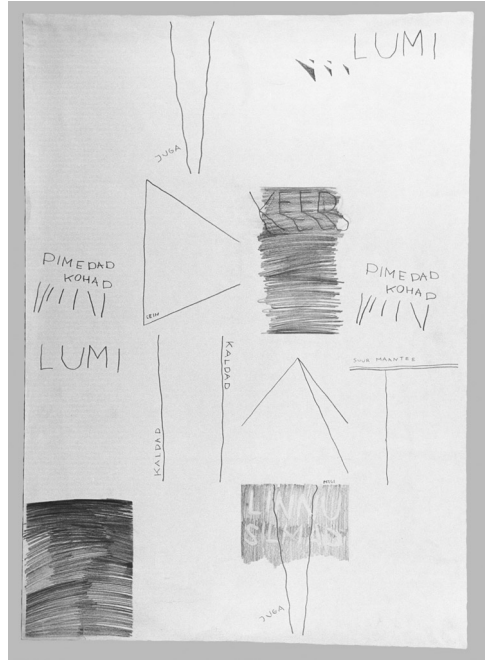 LUMI
JUGA
PIMEDAD
KOHAD
PIMEDAD
KOHAD
LUMI
KALDAD
KALDAD
SUUR MAANTEE
LINNU
SILMAD
JUGA